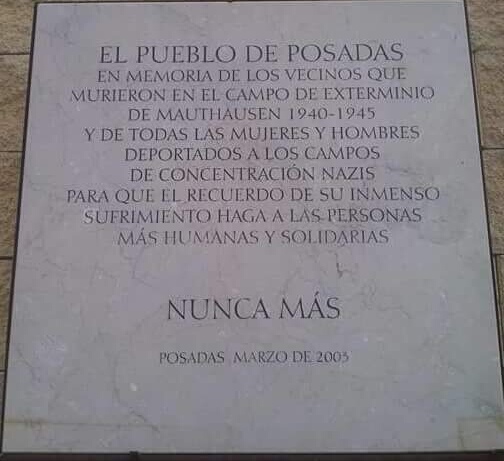 EL PUEBLO DE POSADAS
EN MEMORIA DE LOS VECINOS QUE
MURIERON EN EL CAMPO DE EXTERMINIO
DE MAUTHAUSEN 1940-1945
Y DE TODAS LAS MUJERES Y HOMBRES
DEPORTADOS A LOS CAMPOS
DE CONCENTRACIÓN NAZIS
PARA QUE EL RECUERDO DE SU INMENSO
SUFRIMIENTO HAGA A LAS PERSONAS
MÁS HUMANAS Y SOLIDARIAS
NUNCA MÁS
POSADAS MARZO DE 2005